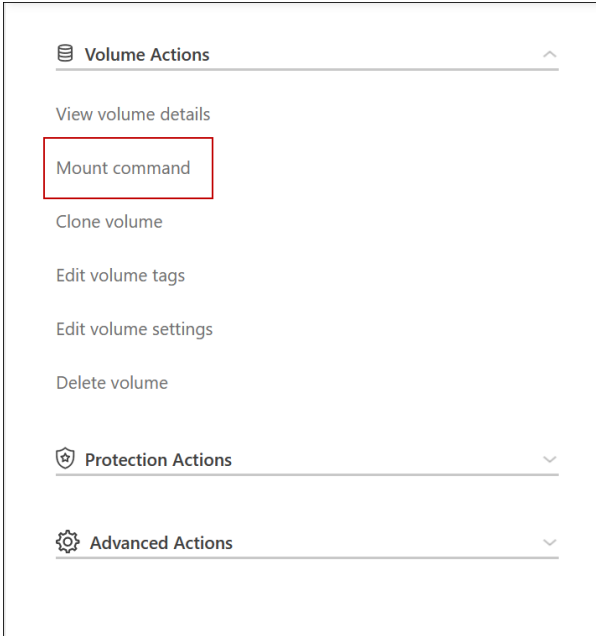 Volume Actions
View volume details
Mount command
Clone volume
Edit volume tags
Edit volume settings
Delete volume
Protection Actions
Advanced Actions